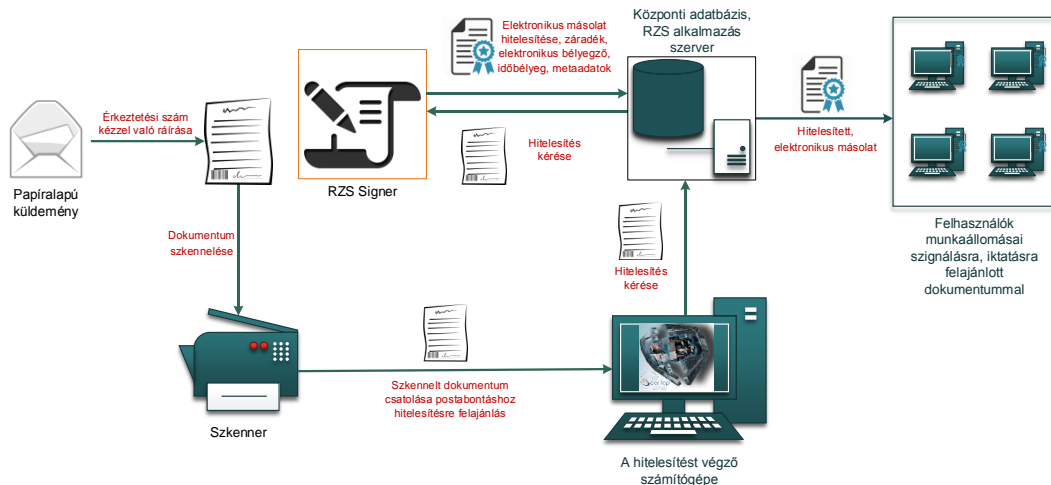 Elektronikus másolat
hitelesítése, záradék,
elektronikus bélyegző,
időbélyeg, metaadatok
Központi adatbázis,
RZS alkalmazás
szerver
Érkeztetési szám
kézzel való ráírása
Papíralapú
küldemény
RZS Signer
Hitelesítés
kérése
Hitelesített,
elektronikus másolat
Felhasználók
munkaállomásai
szignálásra, iktatásra
felajánlott
dokumentummal
Dokumentum
szkennelése
Hitelesítés
kérése
Szkennelt dokumentum
csatolása postabontáshoz
hitelesítésre felajánlás
Szkenner
A hitelesítést végző
számítógépe